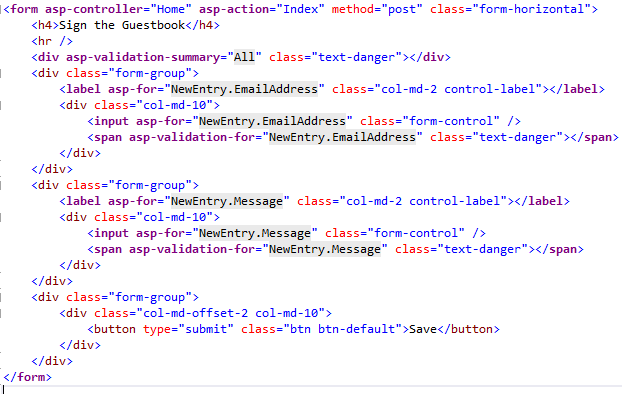 <form asp-controller="Home" asp-action="Index" method="post" class="form-horizontal">
    <h4>Sign the Guestbook</h4>
    <hr />
    <div asp-validation-summary="All" class="text-danger"></div>
    <div class="form-group">
        <label asp-for="NewEntry.EmailAddress" class="col-md-2 control-label"></label>
        <div class="col-md-10">
            <input asp-for="NewEntry.EmailAddress" class="form-control" />
            <span asp-validation-for="NewEntry.EmailAddress" class="text-danger"></span>
        </div>
    </div>
    <div class="form-group">
        <label asp-for="NewEntry.Message" class="col-md-2 control-label"></label>
        <div class="col-md-10">
            <input asp-for="NewEntry.Message" class="form-control" />
            <span asp-validation-for="NewEntry.Message" class="text-danger"></span>
        </div>
    </div>
    <div class="form-group">
        <div class="col-md-offset-2 col-md-10">
            <button type="submit" class="btn btn-default">Save</button>
        </div>
    </div>
</form>